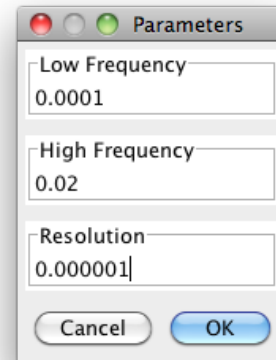 Parameters
Low Frequency
0.0001
High Frequency
0.02
Resolution
0.000001
Cancel
OK